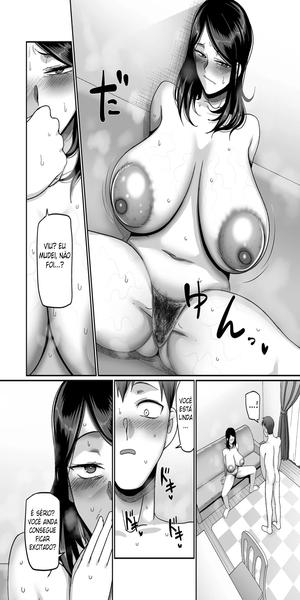 だ
VIU? EU
MUDEI, NÃO
FOI...?
ゆんっ
...!
VOCÊ
ESTÁ
LINDA
...
ドキ
ドキ
É SÉRIO?
VOCÊ AINDA
CONSEGUE
FICAR
EXCITADO?